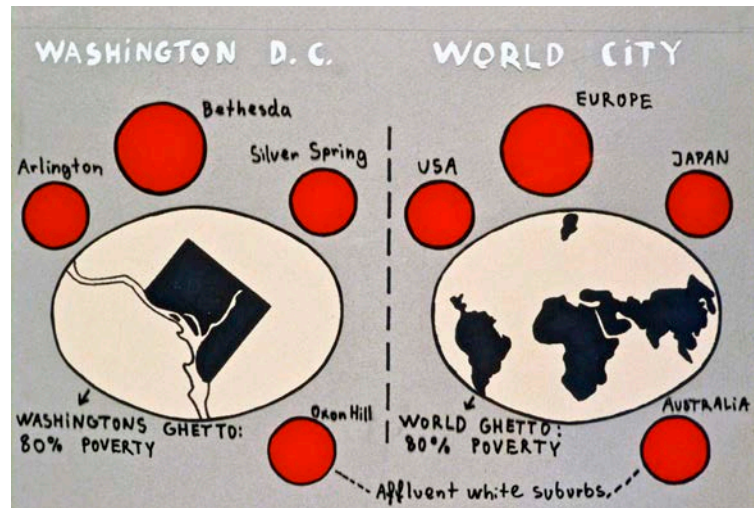 WASHINGTON D.C.
Bethesda
Arlington
Silver Spring
WASHINGTONS GHETTO:
80% POVERTY
Oxon Hill
WORLD CITY
EUROPE
USA
JAPAN
WORLD GHETTO:
80% POVERTY
AUSTRALIA
Affluent white suburbs